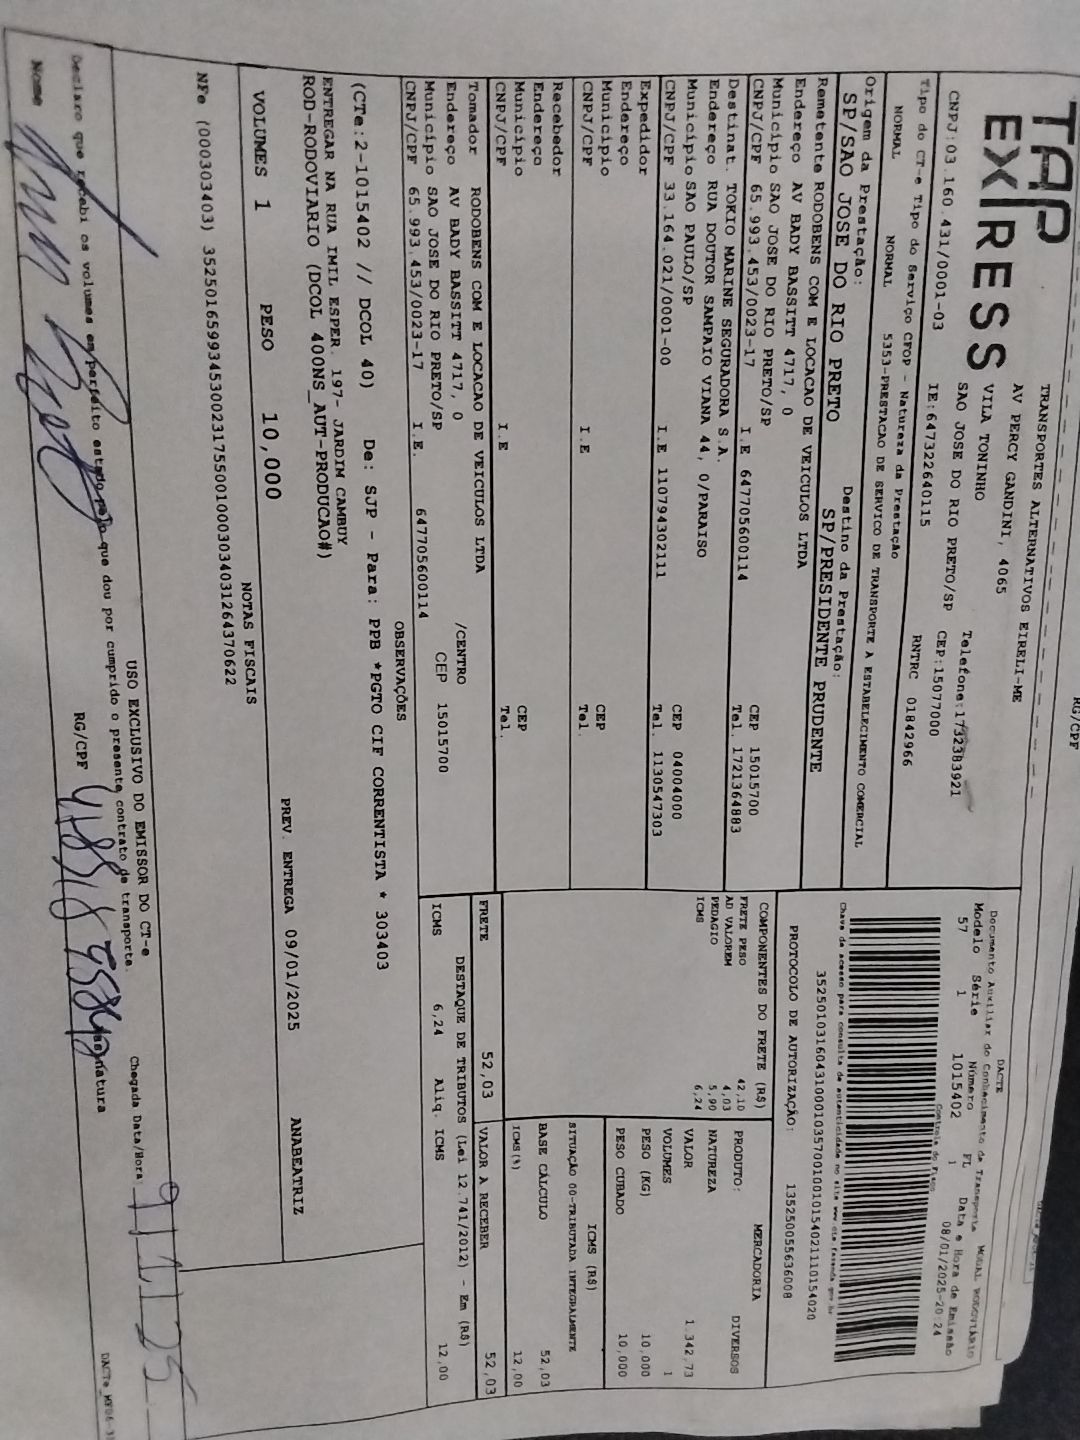 TRANSPORTES ALTERNATIVOS EIRELI-ME
TAP EXPRESS
AV PERCY GANDINI, 4065
VILA TONINHO
SAO JOSE DO RIO PRETO/SP
Telefone:1732383921
CEP:15077000
CNPJ:03.160.431/0001-03
IE:647322640115
RNTRC 01842966
Tipo do CT-e Tipo do Serviço CFOP - Natureza da Prestação
NORMAL NORMAL 5353-PRESTACAO DE SERVICO DE TRANSPORTE A ESTABELECIMENTO COMERCIAL
Origem da Prestação: Destino da Prestação:
SP/SAO JOSE DO RIO PRETO SP/PRESIDENTE PRUDENTE
Remetente RODOBENS COM E LOCACAO DE VEICULOS LTDA
Endereço AV BADY BASSITT 4717, 0
Município SAO JOSE DO RIO PRETO/SP CEP 15015700
CNPJ/CPF 65.993.453/0023-17 I.E 647705600114 Tel. 1721364883
Destinat. TOKIO MARINE SEGURADORA S.A.
Endereço RUA DOUTOR SAMPAIO VIANA 44, 0/PARAISO
Município SAO PAULO/SP CEP 04004000
CNPJ/CPF 33.164.021/0001-00 I.E 110794302111 Tel. 1130547303
Expedidor
Endereço
Município CEP
CNPJ/CPF I.E Tel.
Recebedor
Endereço
Município CEP
CNPJ/CPF I.E Tel.
Tomador RODOBENS COM E LOCACAO DE VEICULOS LTDA
Endereço AV BADY BASSITT 4717, 0 /CENTRO
Município SAO JOSE DO RIO PRETO/SP CEP 15015700
CNPJ/CPF 65.993.453/0023-17 I.E. 647705600114
DACTE
Documento Auxiliar do Conhecimento de Transporte MODAL RODOVIÁRIO
Modelo Série Número FL Data e Hora de Emissão
57 1 1015402 1 08/01/2025-20:24
Controle do Fisco
Chave de acesso para consulta de autenticidade no site www.cte.fazenda.gov.br
PROTOCOLO DE AUTORIZAÇÃO: 135250055636008
COMPONENTES DO FRETE (R$)
FRETE PESO 42,10
AD VALOREM 4,03
PEDAGIO 5,90
ICMS 6,24
MERCADORIA
PRODUTO: DIVERSOS
NATUREZA
VALOR 1.342,73
VOLUMES 1
PESO (KG) 10,000
PESO CUBADO 10,000
ICMS (R$)
SITUAÇÃO 00-TRIBUTADA INTEGRALMENTE
BASE CÁLCULO 52,03
ICMS(%) 12,00
FRETE 52,03 VALOR A RECEBER 52,03
DESTAQUE DE TRIBUTOS (Lei 12.741/2012) - Em (R$)
ICMS 6,24 Aliq. ICMS 12,00
OBSERVAÇÕES
(CTe:2-1015402 // DCOL 40) De: SJP - Para: PPB *PGTO CIF CORRENTISTA * 303403
ENTREGAR NA RUA IMIL ESPER. 197- JARDIM CAMBUY
ROD-RODOVIARIO (DCOL 400NS_AUT-PRODUCAO#)
VOLUMES 1 PESO 10,000 PREV. ENTREGA 09/01/2025 ANABEATRIZ
NOTAS FISCAIS
NFe (000303403) 35250165993453002317550010003034031264370622
USO EXCLUSIVO DO EMISSOR DO CT-e
Declaro que recebi os volumes em perfeito estado pelo que dou por cumprido o presente contrato de transporte.
Chegada Data/Hora 9/1/25
Nome RG/CPF Assinatura